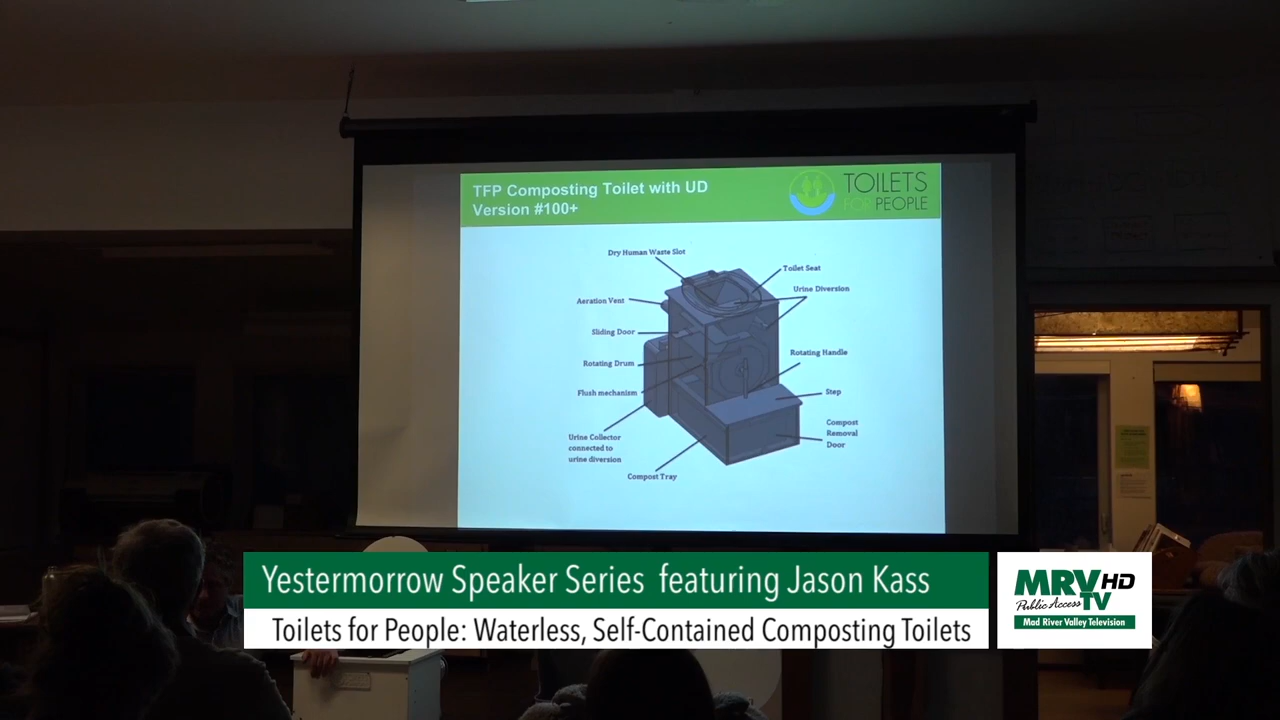 TFP Composting Toilet with UD
Version #100+
TOILETS
FOR PEOPLE
Dry Human Waste Slot
Toilet Seat
Urine Diversion
Aeration Vent
Sliding Door
Rotating Drum
Rotating Handle
Flush mechanism
Step
Urine Collector
connected to
urine diversion
Compost
Removal
Door
Compost Tray
Yestermorrow Speaker Series featuring Jason Kass
Toilets for People: Waterless, Self-Contained Composting Toilets
MRV HD
Public Access TV
Mad River Valley Television